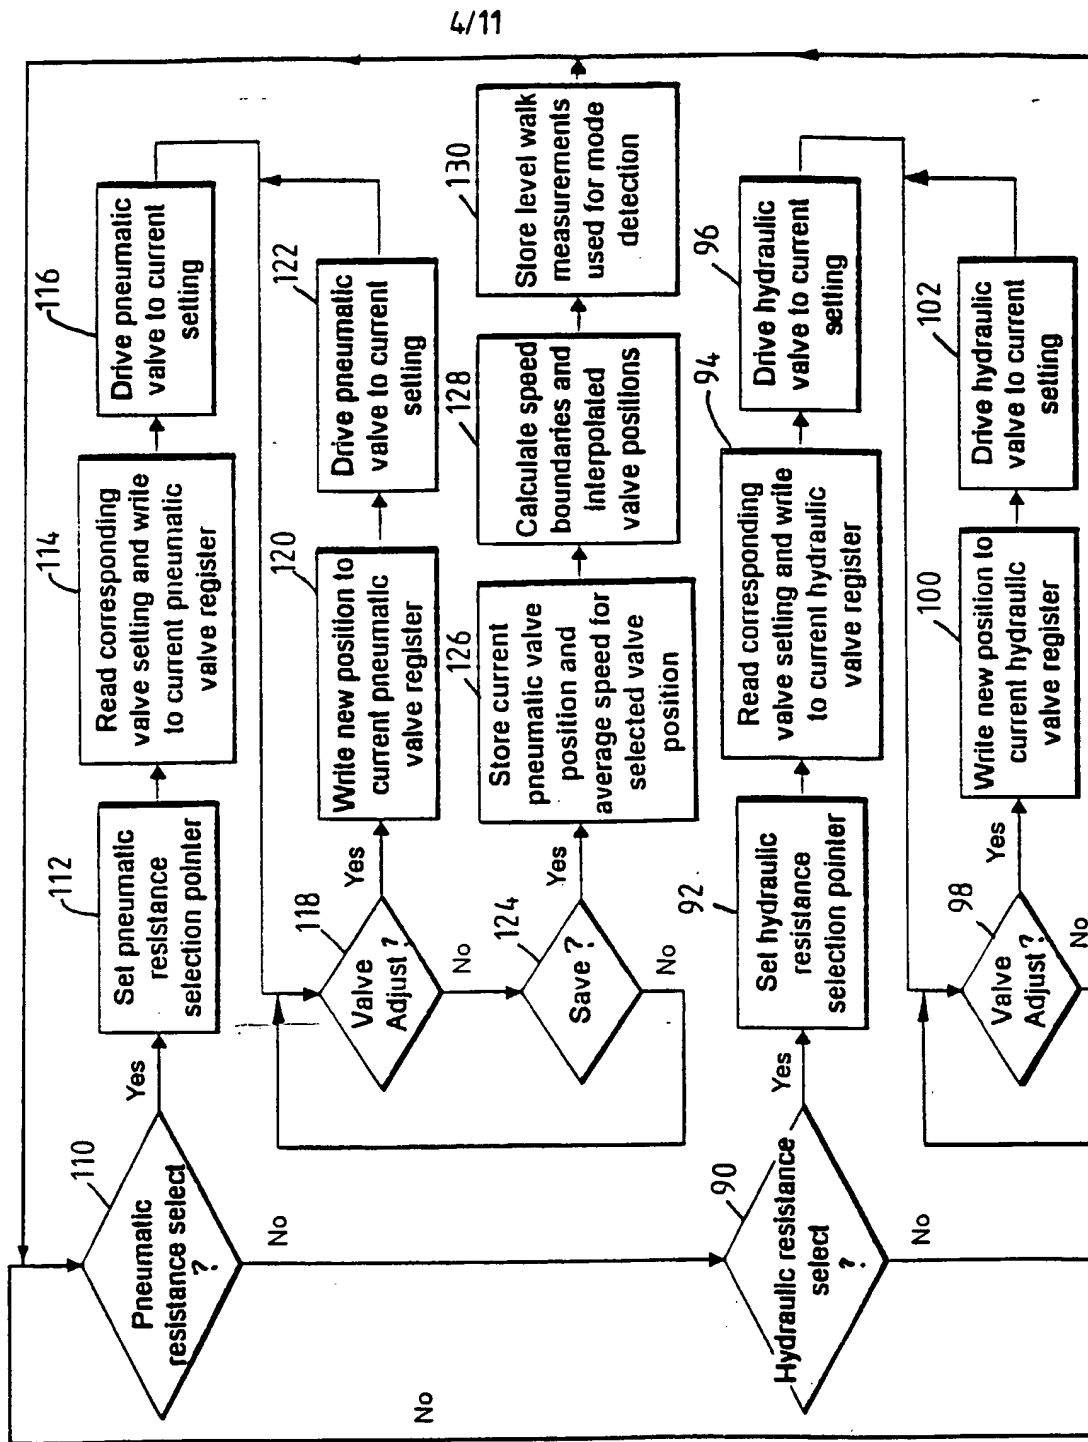 4/11
110
Pneumatic
resistance select
?
Yes
No
112
Set pneumatic
resistance
selection pointer
114
Read corresponding
valve setting and write
to current pneumatic
valve register
116
Drive pneumatic
valve to current
setting
118
Valve
Adjust ?
Yes
No
120
Write new position to
current pneumatic
valve register
122
Drive pneumatic
valve to current
setting
124
Save ?
Yes
No
126
Store current
pneumatic valve
position and
average speed for
selected valve
position
128
Calculate speed
boundaries and
interpolated
valve positions
130
Store level walk
measurements
used for mode
detection
90
Hydraulic resistance
select
?
Yes
No
92
Set hydraulic
resistance
selection pointer
94
Read corresponding
valve setting and write
to current hydraulic
valve register
96
Drive hydraulic
valve to current
setting
98
Valve
Adjust ?
Yes
No
100
Write new position to
current hydraulic
valve register
102
Drive hydraulic
valve to current
setting
No